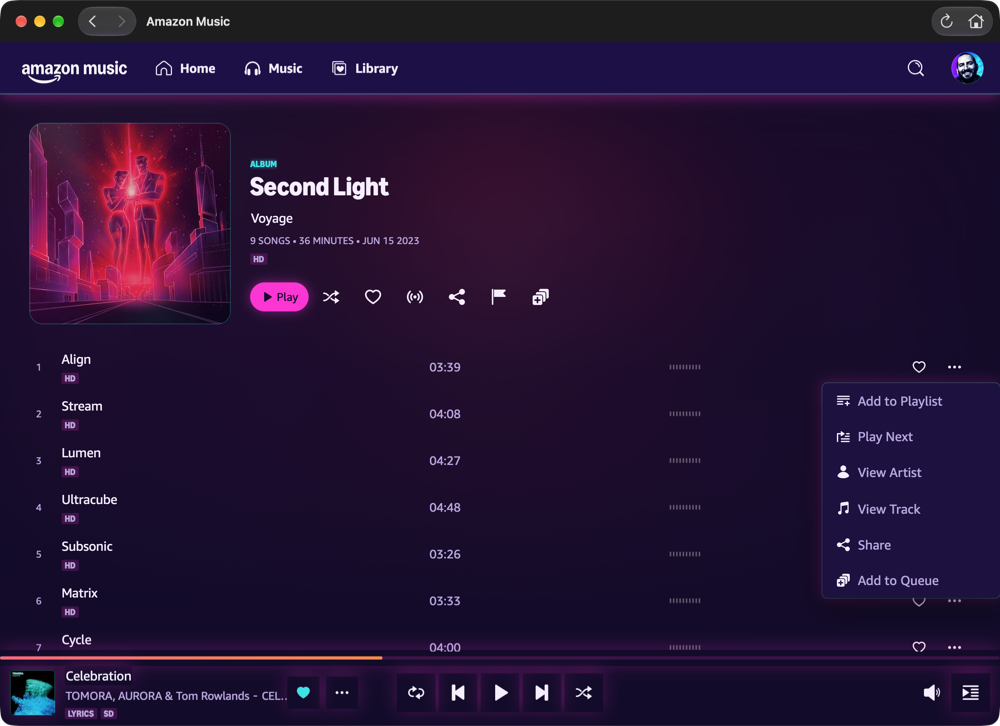 Amazon Music
amazon music
Home
Music
Library
ALBUM
Second Light
Voyage
9 SONGS • 36 MINUTES • JUN 15 2023
HD
Play
1 Align 03:39
HD
2 Stream 04:08
HD
3 Lumen 04:27
HD
4 Ultracube 04:48
HD
5 Subsonic 03:26
HD
6 Matrix 03:33
HD
7 Cycle 04:00
Add to Playlist
Play Next
View Artist
View Track
Share
Add to Queue
Celebration
TOMORA, AURORA & Tom Rowlands - CEL...
LYRICS SD